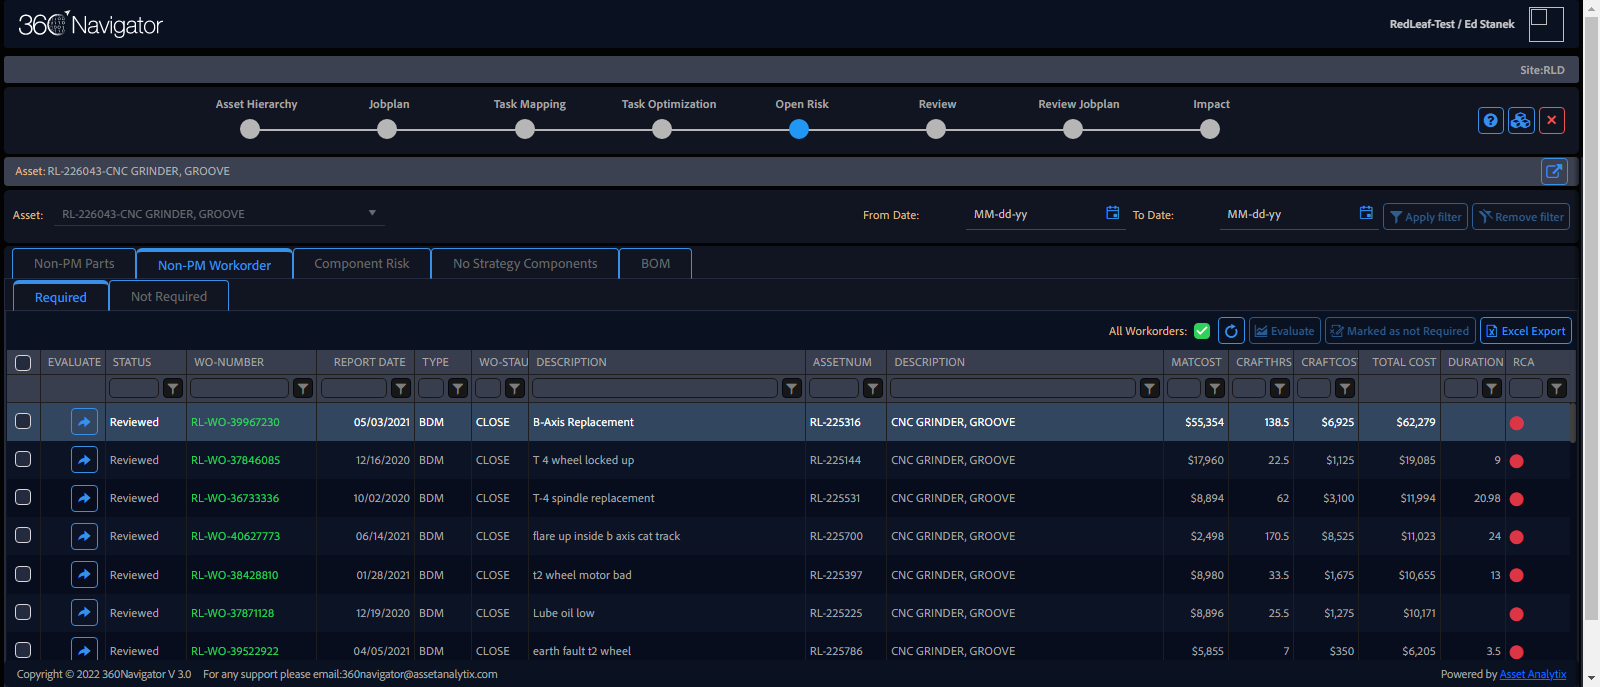 360 Navigator
RedLeaf-Test / Ed Stanek
Site:RLD
Asset Hierarchy Jobplan Task Mapping Task Optimization Open Risk Review Review Jobplan Impact
Asset: RL-226043-CNC GRINDER, GROOVE
Asset: RL-226043-CNC GRINDER, GROOVE From Date: MM-dd-yy To Date: MM-dd-yy Apply filter Remove filter
Non-PM Parts Non-PM Workorder Component Risk No Strategy Components BOM
Required Not Required
All Workorders: Evaluate Marked as not Required Excel Export
EVALUATE STATUS WO-NUMBER REPORT DATE TYPE WO-STAU DESCRIPTION ASSETNUM DESCRIPTION MATCOST CRAFTHRS CRAFTCOS TOTAL COST DURATION RCA
Reviewed RL-WO-39967230 05/03/2021 BDM CLOSE B-Axis Replacement RL-225316 CNC GRINDER, GROOVE $55,354 138.5 $6,925 $62,279
Reviewed RL-WO-37846085 12/16/2020 BDM CLOSE T 4 wheel locked up RL-225144 CNC GRINDER, GROOVE $17,960 22.5 $1,125 $19,085 9
Reviewed RL-WO-36733336 10/02/2020 BDM CLOSE T-4 spindle replacement RL-225531 CNC GRINDER, GROOVE $8,894 62 $3,100 $11,994 20.98
Reviewed RL-WO-40627773 06/14/2021 BDM CLOSE flare up inside b axis cat track RL-225700 CNC GRINDER, GROOVE $2,498 170.5 $8,525 $11,023 24
Reviewed RL-WO-38428810 01/28/2021 BDM CLOSE t2 wheel motor bad RL-225397 CNC GRINDER, GROOVE $8,980 33.5 $1,675 $10,655 13
Reviewed RL-WO-37871128 12/19/2020 BDM CLOSE Lube oil low RL-225225 CNC GRINDER, GROOVE $8,896 25.5 $1,275 $10,171
Reviewed RL-WO-39522922 04/05/2021 BDM CLOSE earth fault t2 wheel RL-225786 CNC GRINDER, GROOVE $5,855 7 $350 $6,205 3.5
Copyright © 2022 360Navigator V 3.0 For any support please email:360navigator@assetanalytix.com Powered by Asset Analytix